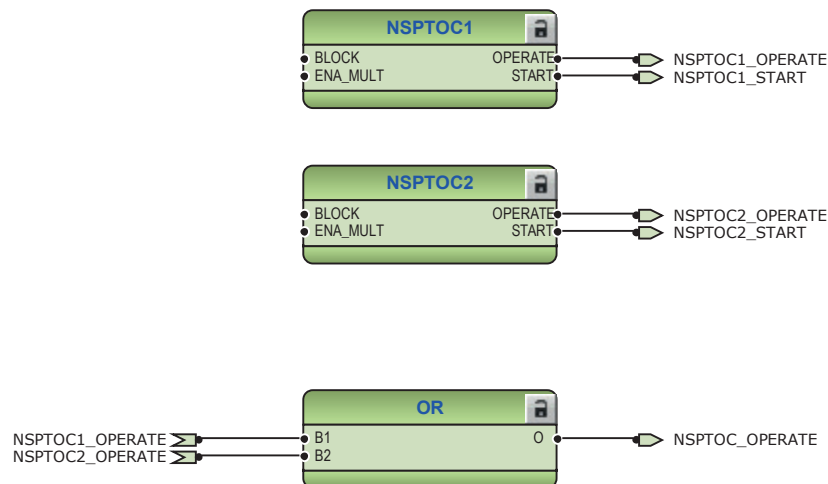 NSPTOC1
BLOCK OPERATE NSPTOC1_OPERATE
ENA_MULT START NSPTOC1_START
NSPTOC2
BLOCK OPERATE NSPTOC2_OPERATE
ENA_MULT START NSPTOC2_START
OR
NSPTOC1_OPERATE B1 O NSPTOC_OPERATE
NSPTOC2_OPERATE B2